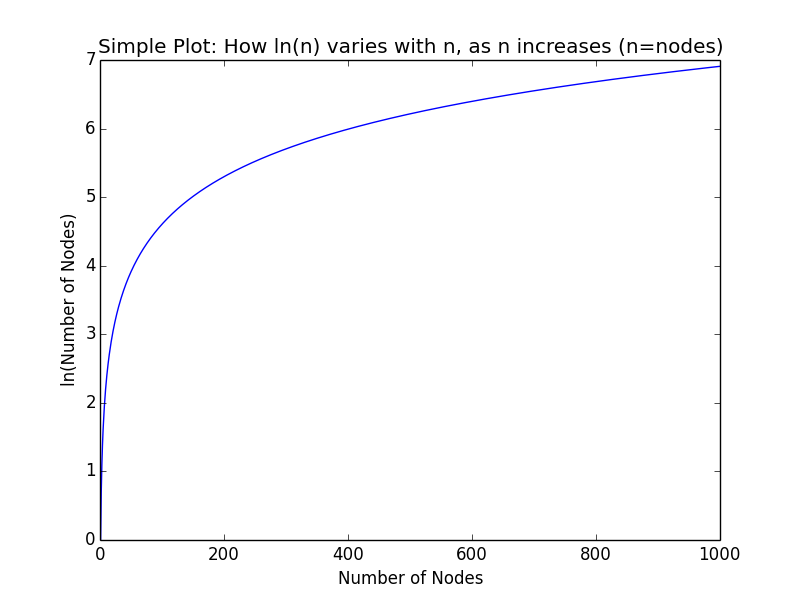 Simple Plot: How ln(n) varies with n, as n increases (n=nodes)
7
6
5
4
3
2
1
0
ln(Number of Nodes)
0 200 400 600 800 1000
Number of Nodes